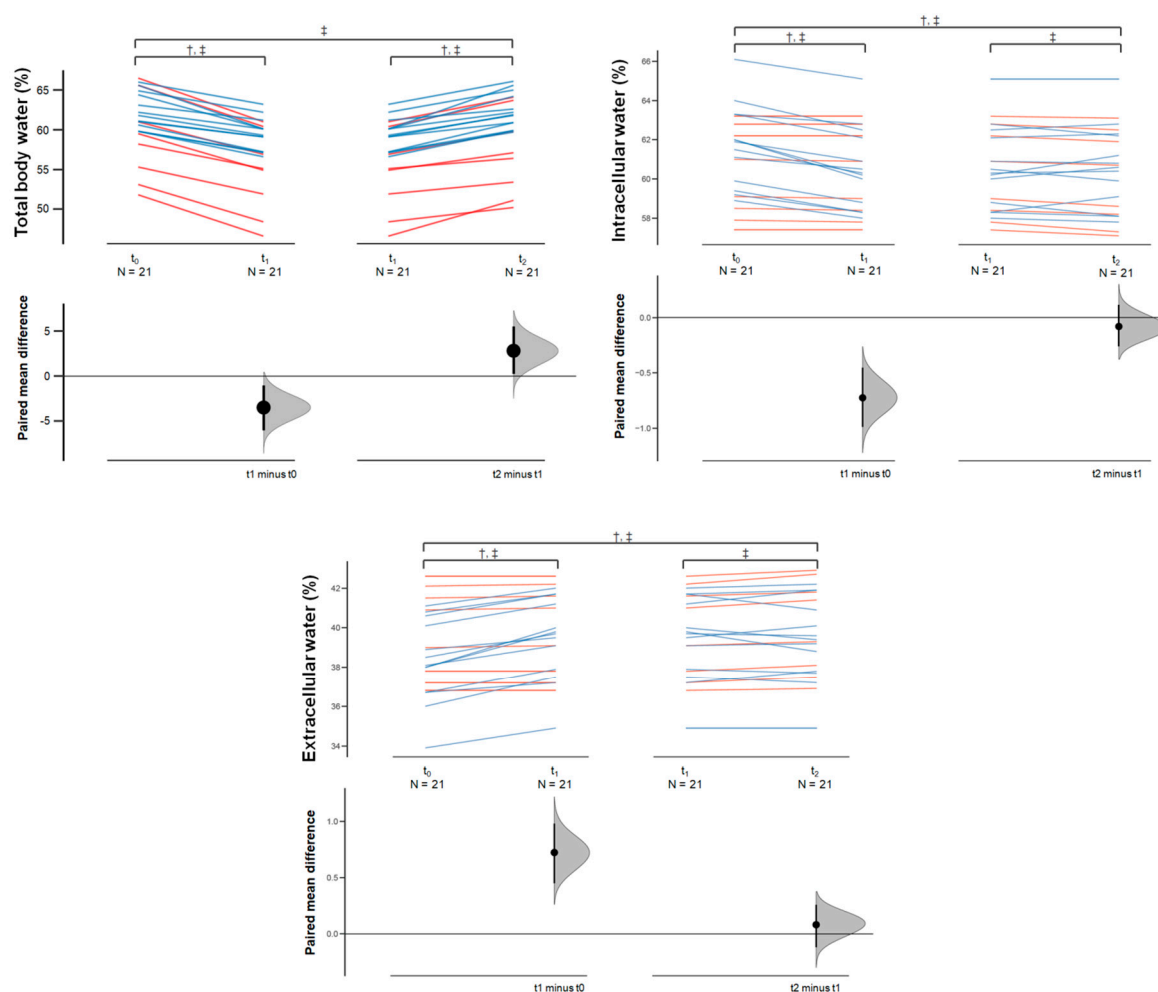 ‡
†, ‡
†, ‡
Total body water (%)
65
60
55
50
t0
N = 21
t1
N = 21
t1
N = 21
t2
N = 21
Paired mean difference
5
0
-5
t1 minus t0
t2 minus t1
†, ‡
†, ‡
‡
Intracellular water (%)
66
64
62
60
58
t0
N = 21
t1
N = 21
t1
N = 21
t2
N = 21
Paired mean difference
0.0
−0.5
−1.0
t1 minus t0
t2 minus t1
†, ‡
†, ‡
‡
Extracellular water (%)
42
40
38
36
34
t0
N = 21
t1
N = 21
t1
N = 21
t2
N = 21
Paired mean difference
1.0
0.5
0.0
t1 minus t0
t2 minus t1